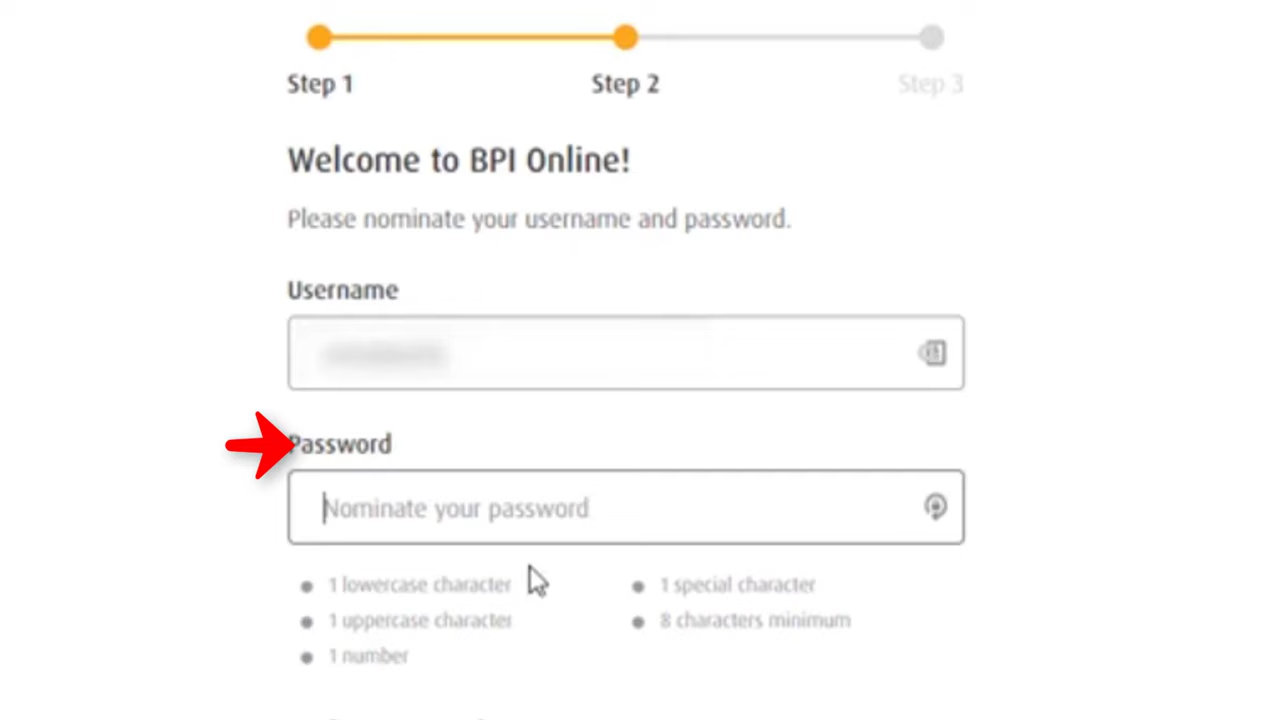 Step 1 Step 2 Step 3
Welcome to BPI Online!
Please nominate your username and password.
Username
Password
Nominate your password
1 lowercase character 1 special character
1 uppercase character 8 characters minimum
1 number